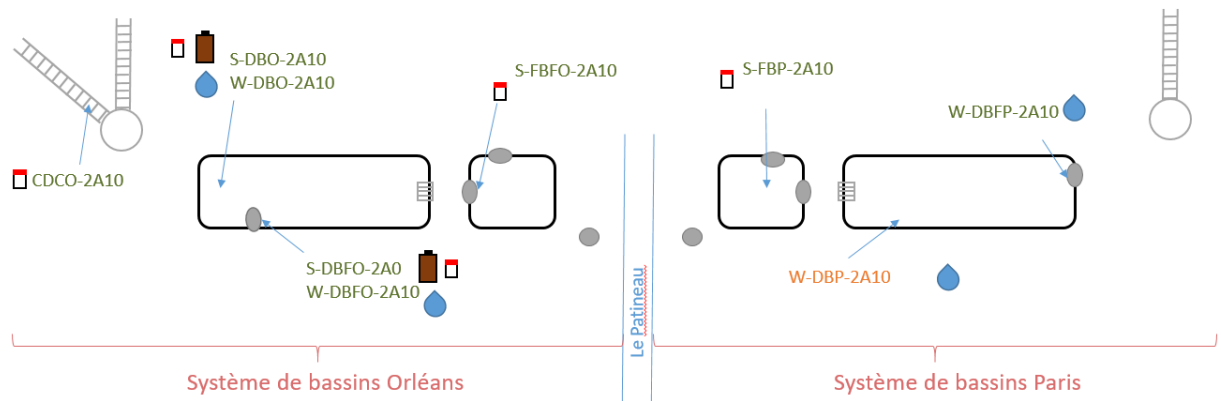 S-DBO-2A10
W-DBO-2A10
S-FBFO-2A10
S-FBP-2A10
W-DBFP-2A10
CDCO-2A10
S-DBFO-2A0
W-DBFO-2A10
W-DBP-2A10
Le Patineau
Système de bassins Orléans
Système de bassins Paris